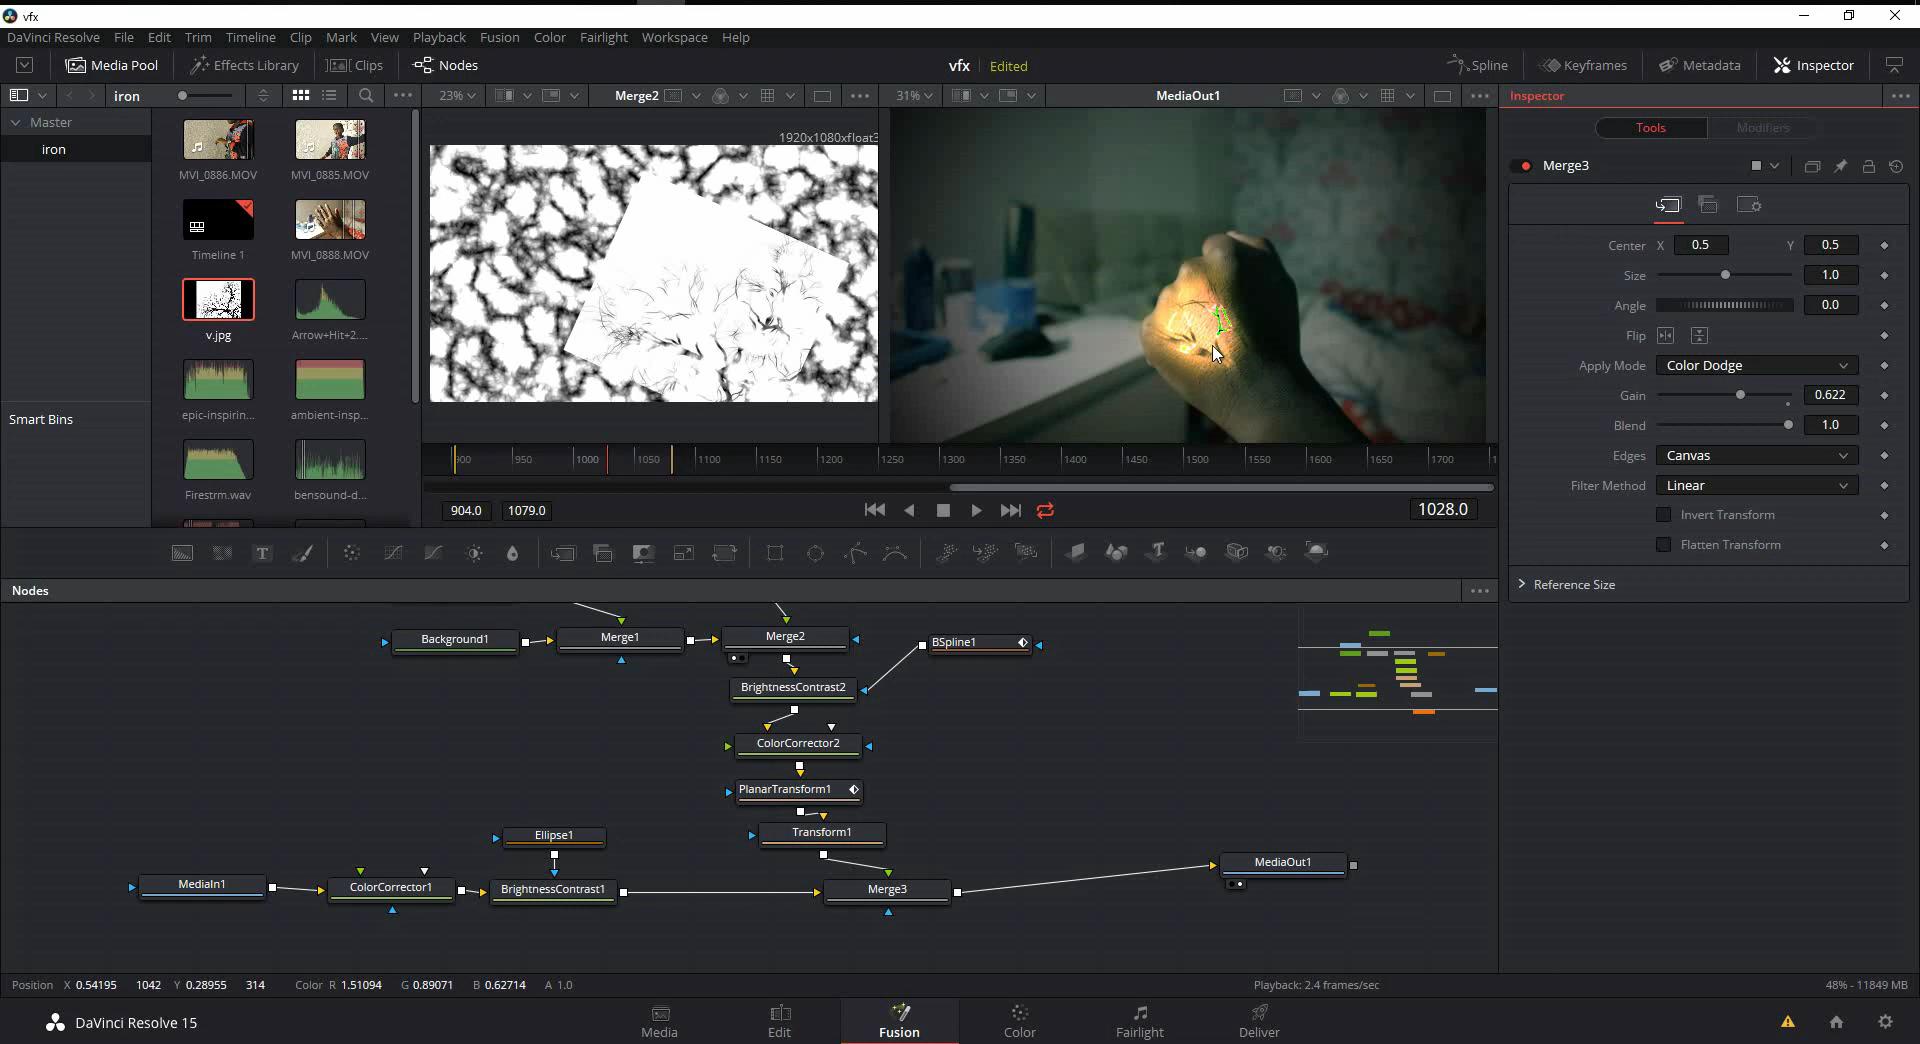 vfx
DaVinci Resolve File Edit Trim Timeline Clip Mark View Playback Fusion Color Fairlight Workspace Help
Media Pool Effects Library Clips Nodes vfx Edited Spline Keyframes Metadata Inspector
iron 23% Merge2 31% MediaOut1 Inspector
Master
iron
Smart Bins
MVI_0886.MOV MVI_0885.MOV
Timeline 1 MVI_0888.MOV
v.jpg Arrow+Hit+2....
epic-inspirin... ambient-insp...
Firestrm.wav bensound-d...
1920x1080xfloat3
900 950 1000 1050 1100 1150 1200 1250 1300 1350 1400 1450 1500 1550 1600 1650 1700
904.0 1079.0 1028.0
Tools Modifiers
Merge3
Center X 0.5 Y 0.5
Size 1.0
Angle 0.0
Flip
Apply Mode Color Dodge
Gain 0.622
Blend 1.0
Edges Canvas
Filter Method Linear
Invert Transform
Flatten Transform
Reference Size
Nodes
Background1 Merge1 Merge2 BSpline1
BrightnessContrast2
ColorCorrector2
PlanarTransform1
Ellipse1 Transform1
MediaIn1 ColorCorrector1 BrightnessContrast1 Merge3 MediaOut1
Position X 0.54195 1042 Y 0.28955 314 Color R 1.51094 G 0.89071 B 0.62714 A 1.0 Playback: 2.4 frames/sec 48% - 11849 MB
DaVinci Resolve 15 Media Edit Fusion Color Fairlight Deliver